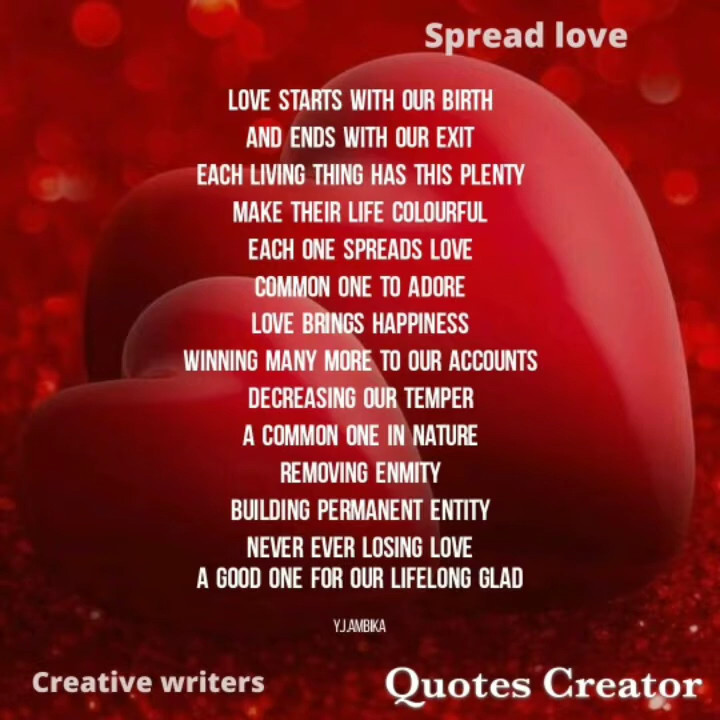 Spread love
LOVE STARTS WITH OUR BIRTH
AND ENDS WITH OUR EXIT
EACH LIVING THING HAS THIS PLENTY
MAKE THEIR LIFE COLOURFUL
EACH ONE SPREADS LOVE
COMMON ONE TO ADORE
LOVE BRINGS HAPPINESS
WINNING MANY MORE TO OUR ACCOUNTS
DECREASING OUR TEMPER
A COMMON ONE IN NATURE
REMOVING ENMITY
BUILDING PERMANENT ENTITY
NEVER EVER LOSING LOVE
A GOOD ONE FOR OUR LIFELONG GLAD
Y.J.AMBIKA
Creative writers
Quotes Creator